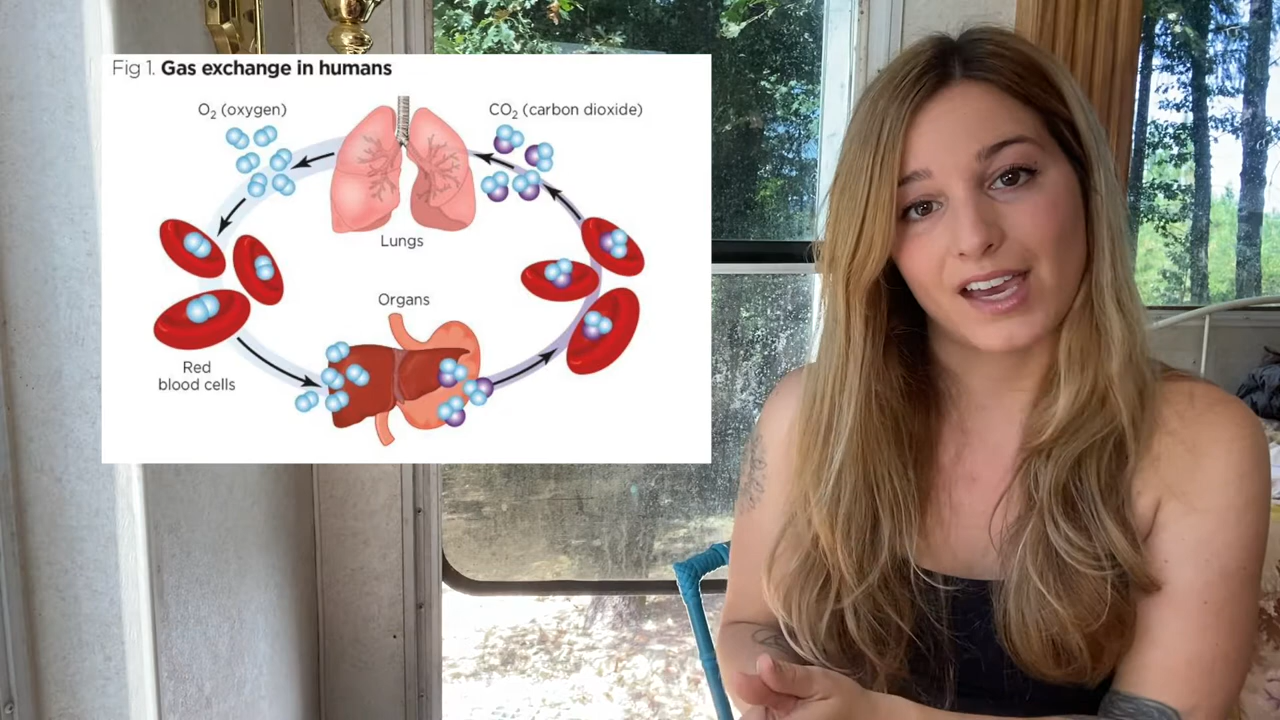 Fig 1. Gas exchange in humans
O₂ (oxygen)
CO₂ (carbon dioxide)
Lungs
Organs
Red
blood cells